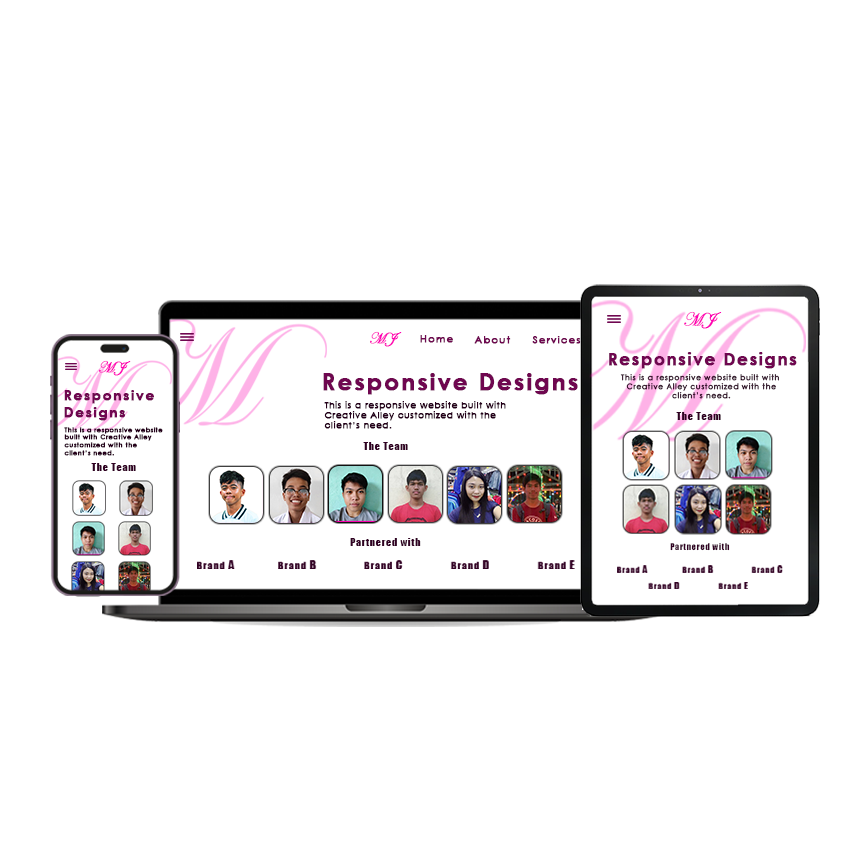 MJ
Responsive
Designs
This is a responsive website
built with Creative Alley
customized with the
client's need.
The Team
M
MJ
Home
About
Services
Responsive Designs
This is a responsive website built with
Creative Alley customized with the
client's need.
The Team
Partnered with
Brand A
Brand B
Brand C
Brand D
Brand E
M
MJ
Responsive Designs
This is a responsive website built with
Creative Alley customized with the
client's need.
The Team
Partnered with
Brand A
Brand B
Brand C
Brand D
Brand E